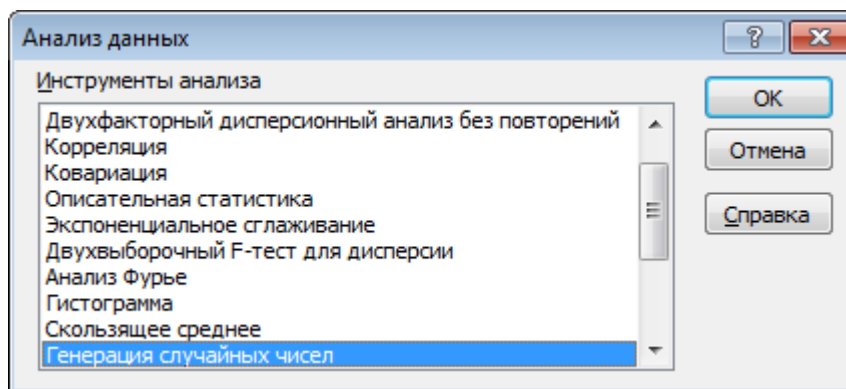 Анализ данных
Инструменты анализа
Двухфакторный дисперсионный анализ без повторений
Корреляция
Ковариация
Описательная статистика
Экспоненциальное сглаживание
Двухвыборочный F-тест для дисперсии
Анализ Фурье
Гистограмма
Скользящее среднее
Генерация случайных чисел
ОК
Отмена
Справка